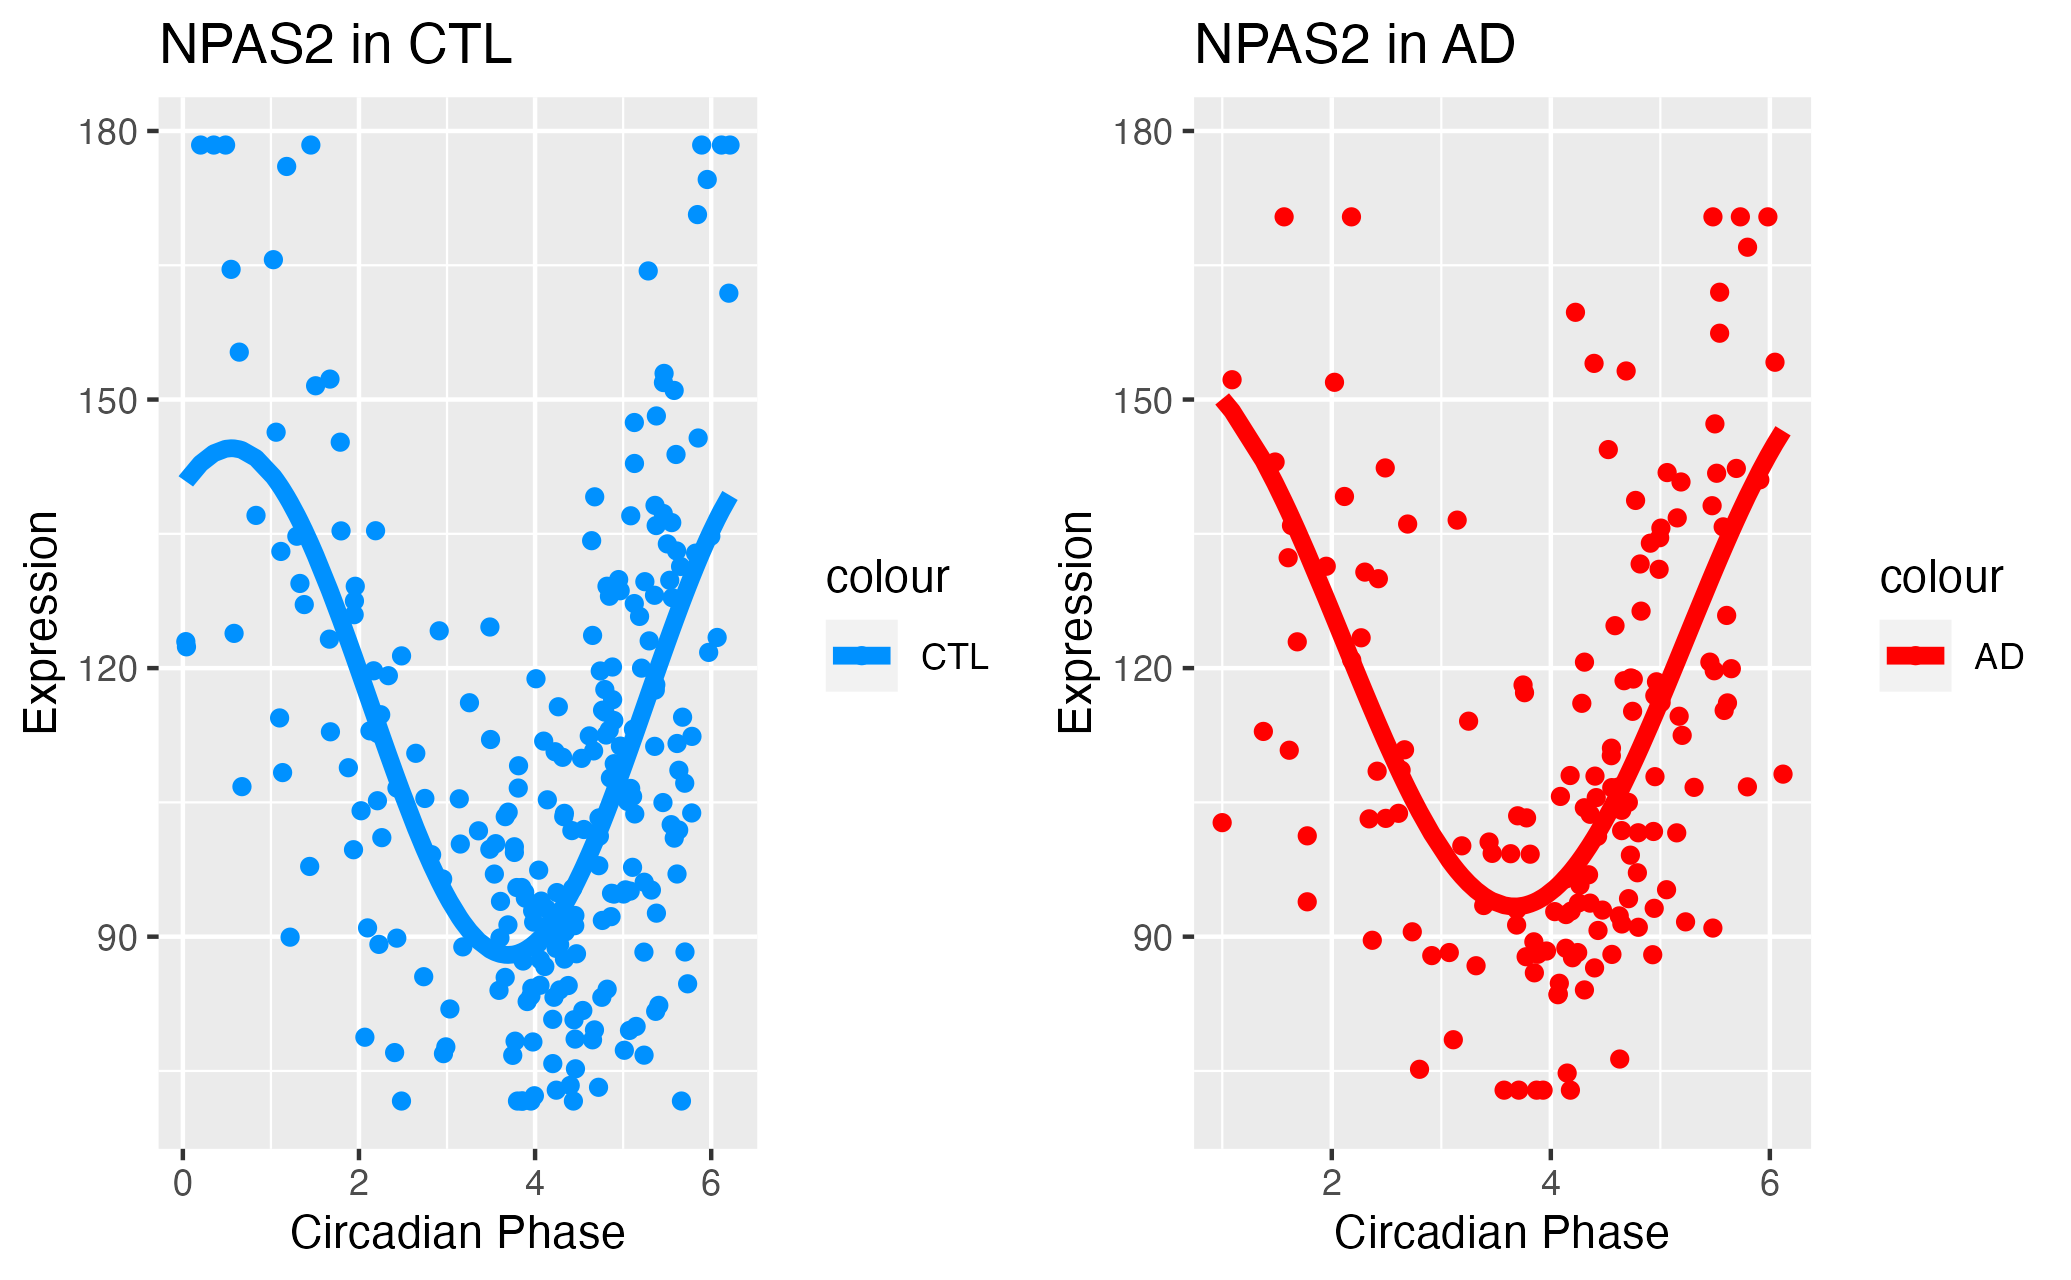 NPAS2 in CTL
180
150
120
90
Expression
0 2 4 6
Circadian Phase
colour
CTL
NPAS2 in AD
180
150
120
90
Expression
2 4 6
Circadian Phase
colour
AD